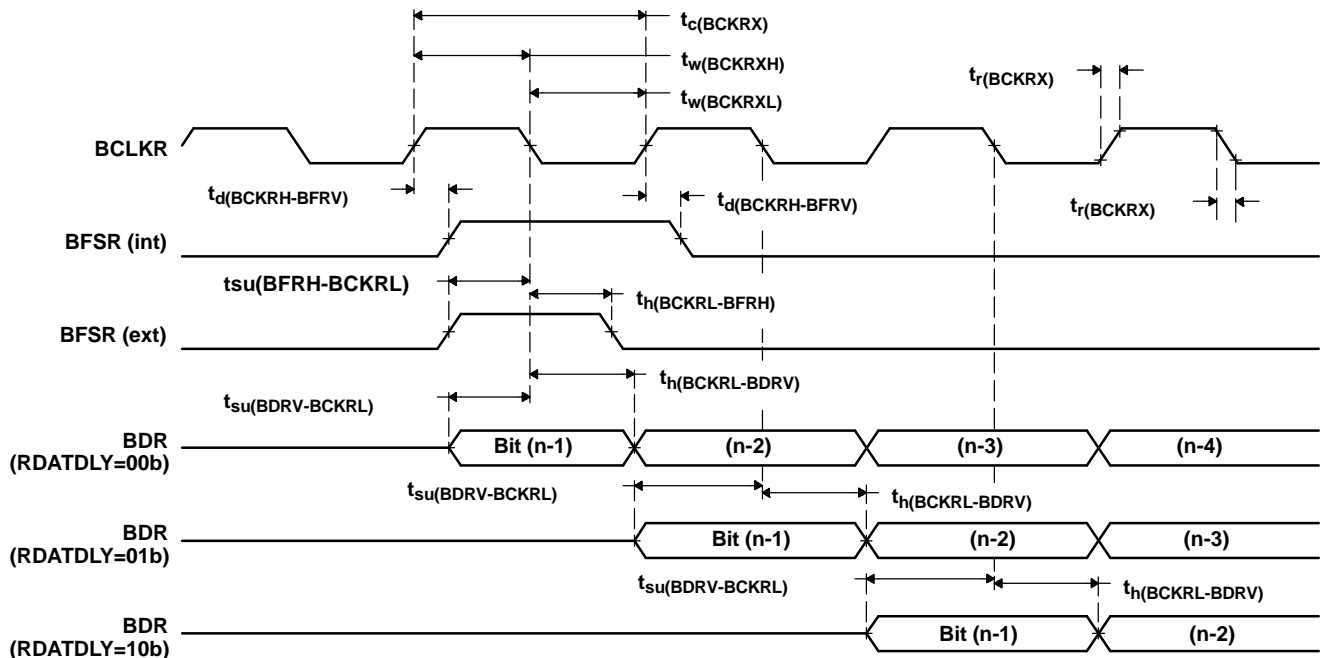 tc(BCKRX)
tw(BCKRXH)
tr(BCKRX)
tw(BCKRXL)
BCLKR
td(BCKRH-BFRV)
td(BCKRH-BFRV)
tr(BCKRX)
BFSR (int)
tsu(BFRH-BCKRL)
th(BCKRL-BFRH)
BFSR (ext)
th(BCKRL-BDRV)
tsu(BDRV-BCKRL)
BDR
(RDATDLY=00b)
Bit (n-1)
(n-2)
(n-3)
(n-4)
tsu(BDRV-BCKRL)
th(BCKRL-BDRV)
BDR
(RDATDLY=01b)
Bit (n-1)
(n-2)
(n-3)
tsu(BDRV-BCKRL)
th(BCKRL-BDRV)
BDR
(RDATDLY=10b)
Bit (n-1)
(n-2)